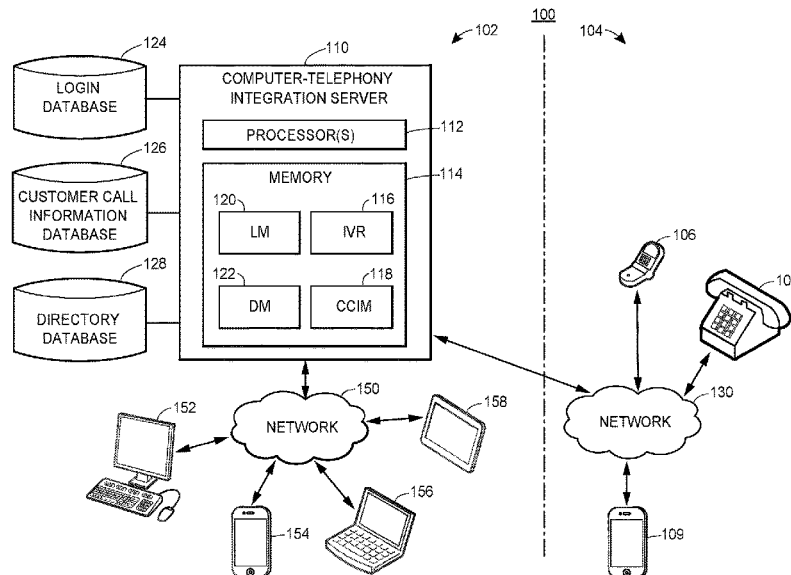 100
102
104
124
110
LOGIN
DATABASE
COMPUTER-TELEPHONY
INTEGRATION SERVER
PROCESSOR(S)
112
126
MEMORY
114
CUSTOMER CALL
INFORMATION
DATABASE
120
116
LM
IVR
106
128
122
118
10
DM
CCIM
DIRECTORY
DATABASE
150
158
130
152
NETWORK
NETWORK
156
154
109